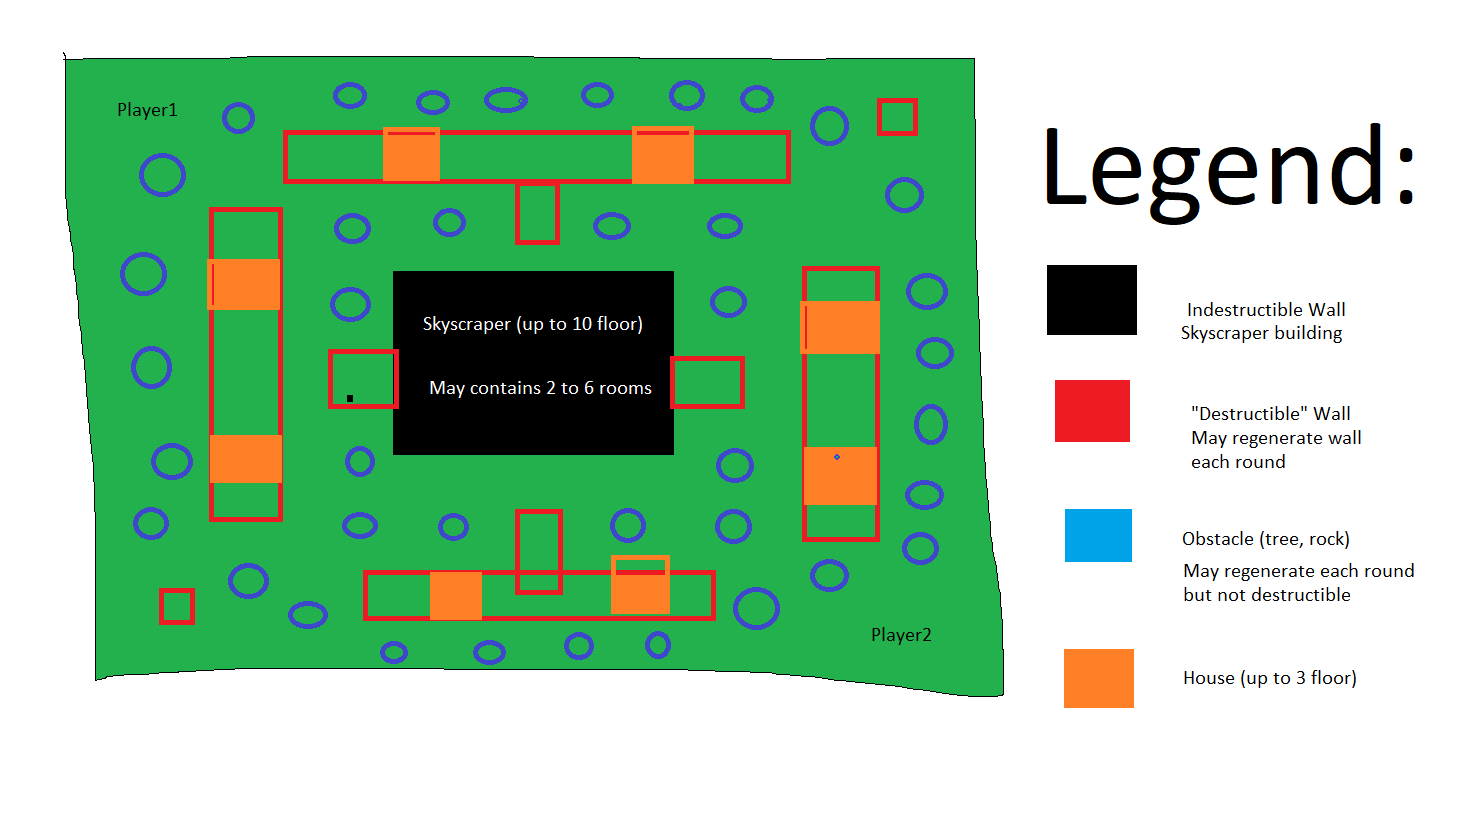 Player1
Skyscraper (up to 10 floor)
May contains 2 to 6 rooms
Player2
Legend:
Indestructible Wall
Skyscraper building
"Destructible" Wall
May regenerate wall
each round
Obstacle (tree, rock)
May regenerate each round
but not destructible
House (up to 3 floor)